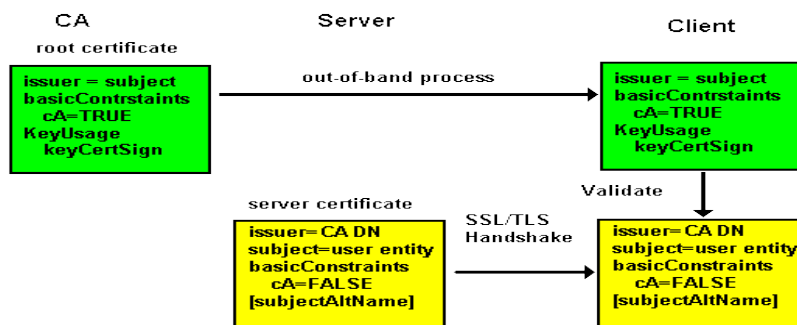 CA
Server
Client
root certificate
issuer = subject
basicContrstaints
cA=TRUE
KeyUsage
keyCertSign
out-of-band process
issuer = subject
basicContrstaints
cA=TRUE
KeyUsage
keyCertSign
Validate
server certificate
issuer=CA DN
subject=user entity
basicConstraints
cA=FALSE
[subjectAltName]
SSL/TLS
Handshake
issuer=CA DN
subject=user entity
basicConstraints
cA=FALSE
[subjectAltName]